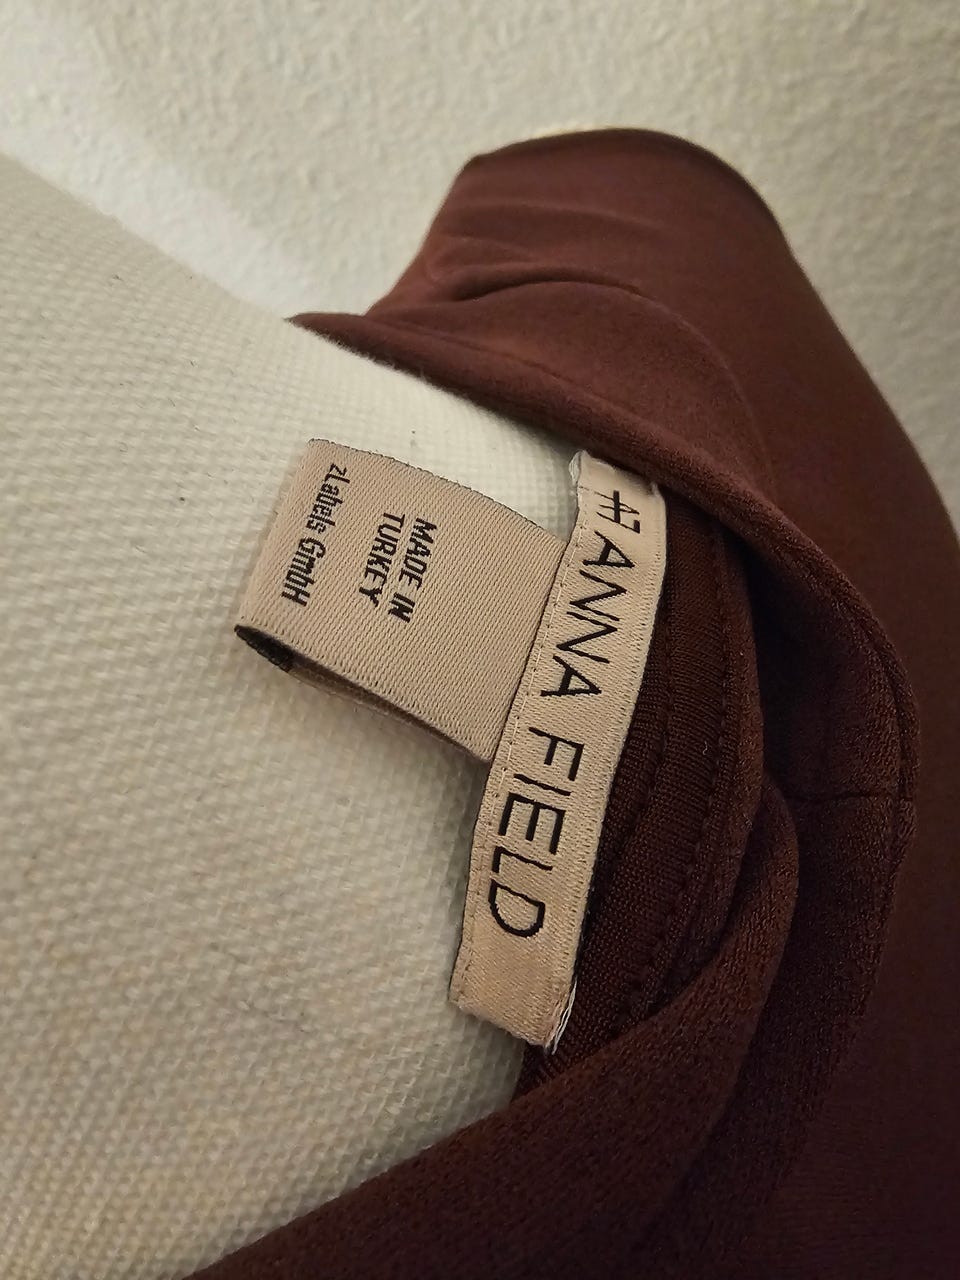 ANNA FIELD
MADE IN
TURKEY
zLabels GmbH